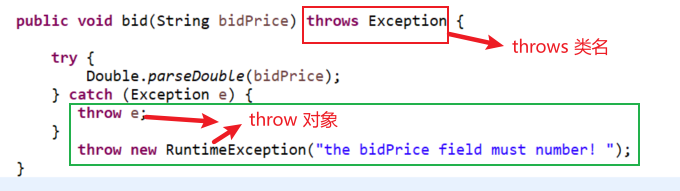 public void bid(String bidPrice) throws Exception {
throws 类名
try {
Double.parseDouble(bidPrice);
} catch (Exception e) {
throw e;
throw 对象
}
throw new RuntimeException("the bidPrice field must number! ");
}